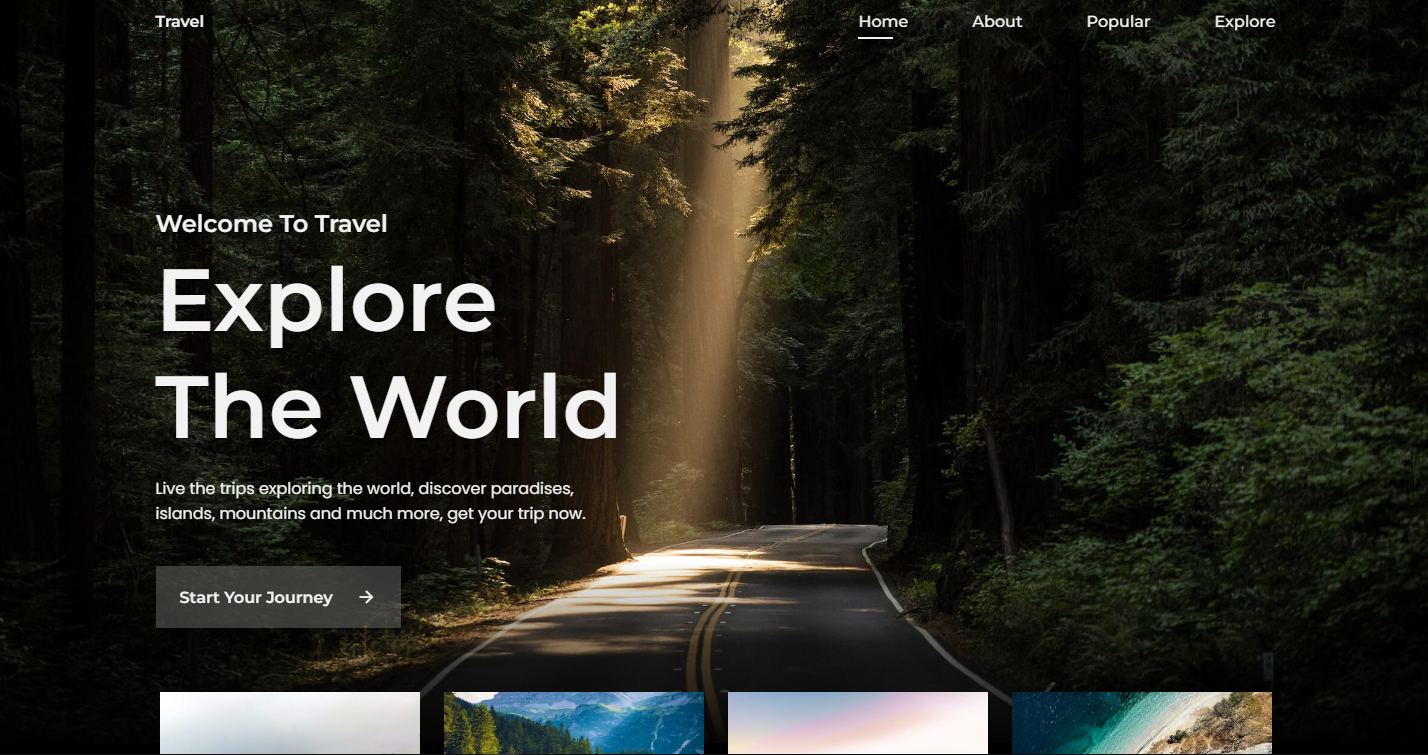 Travel
Home
About
Popular
Explore
Welcome To Travel
Explore
The World
Live the trips exploring the world, discover paradises,
islands, mountains and much more, get your trip now.
Start Your Journey